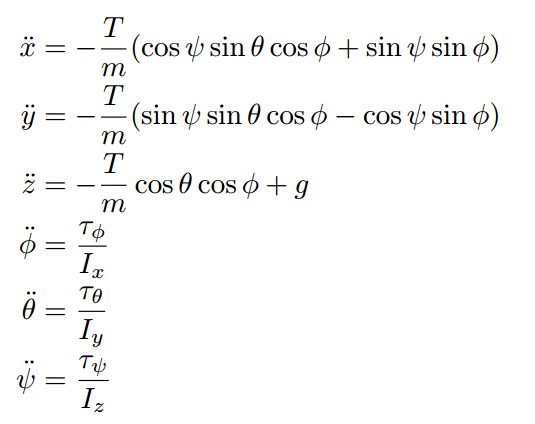 ẍ = −T/m (cos ψ sin θ cos ϕ + sin ψ sin ϕ)
ÿ = −T/m (sin ψ sin θ cos ϕ − cos ψ sin ϕ)
z̈ = −T/m cos θ cos ϕ + g
ϕ̈ = τ_ϕ/I_x
θ̈ = τ_θ/I_y
ψ̈ = τ_ψ/I_z